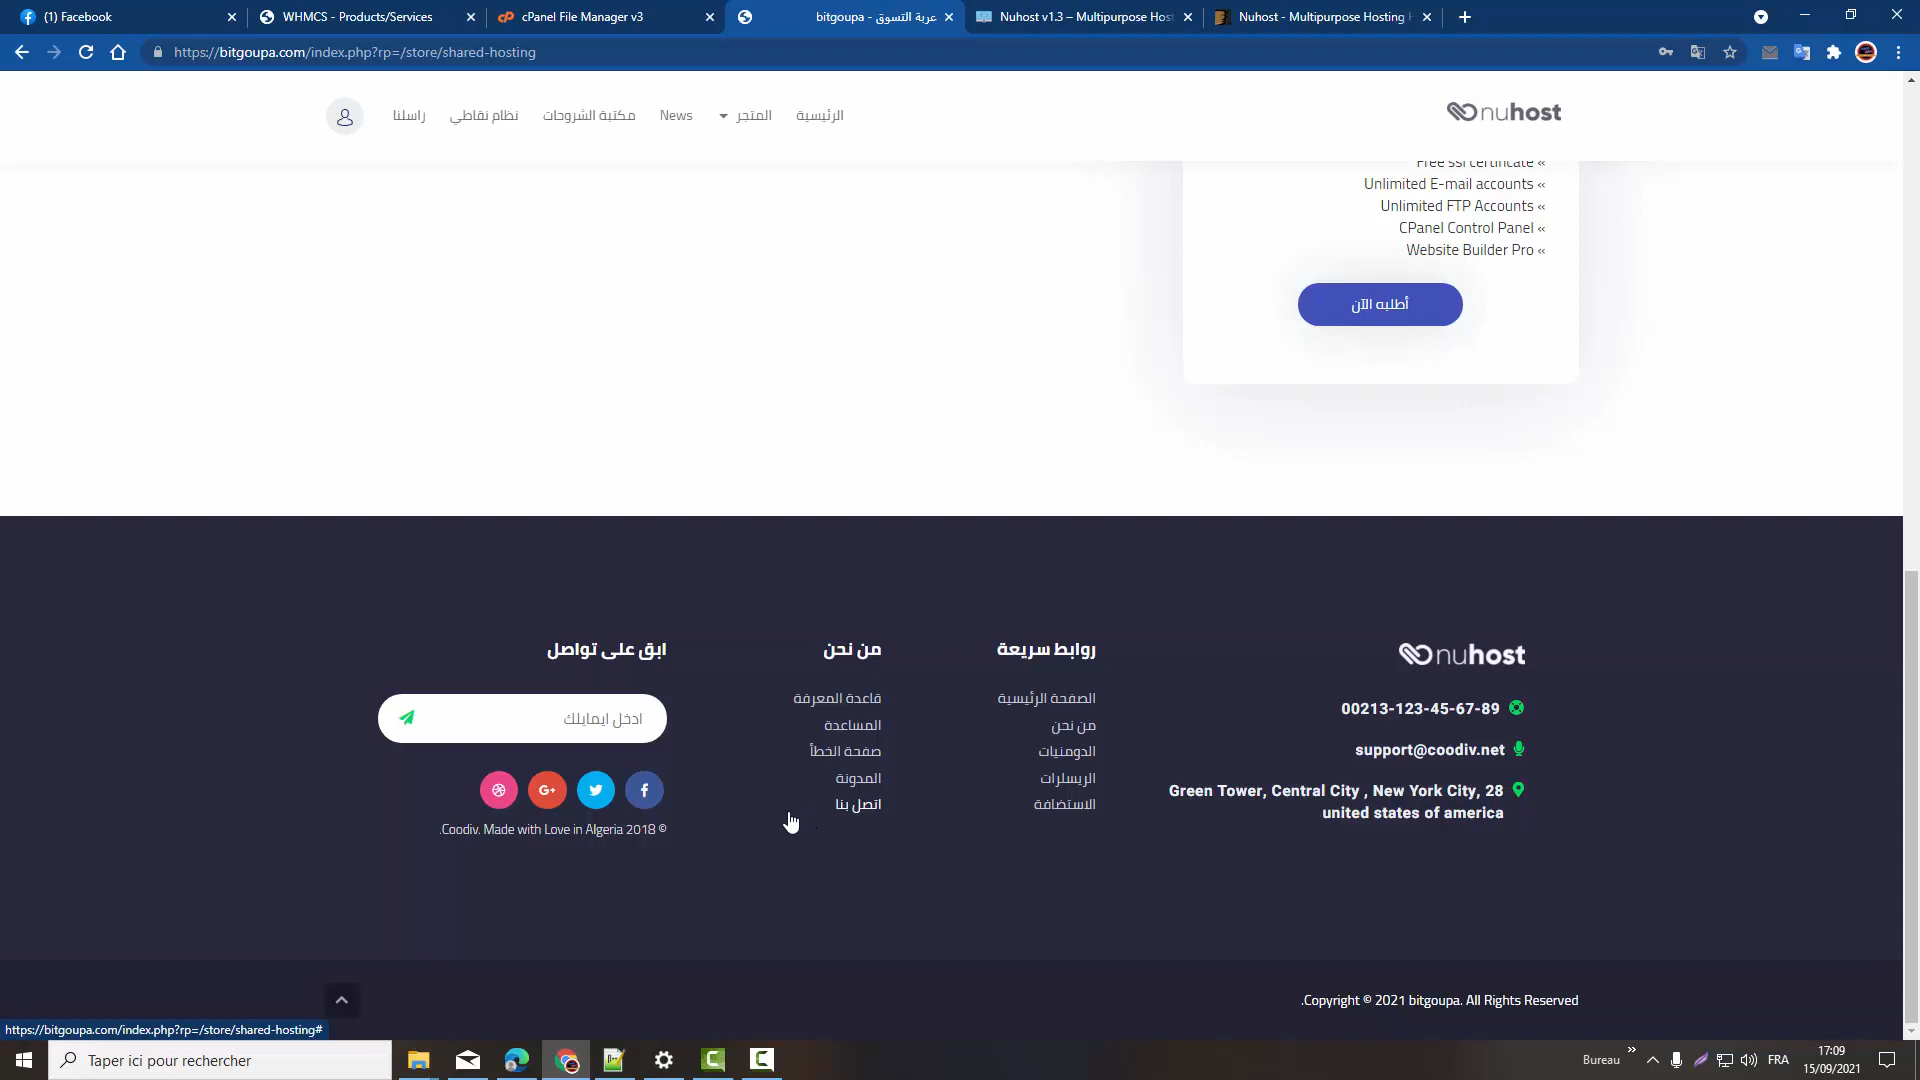 (1) Facebook
WHMCS - Products/Services
cPanel File Manager v3
عربة التسوق - bitgoupa
Nuhost v1.3 – Multipurpose Hos
Nuhost - Multipurpose Hosting H
https://bitgoupa.com/index.php?rp=/store/shared-hosting
nuhost
الرئيسية
المتجر
News
مكتبة الشروحات
نظام نقاطي
راسلنا
Free ssl certificate »
Unlimited E-mail accounts »
Unlimited FTP Accounts »
CPanel Control Panel »
Website Builder Pro »
أطلبه الآن
nuhost
00213-123-45-67-89
support@coodiv.net
Green Tower, Central City , New York City, 28
united states of america
روابط سريعة
الصفحة الرئيسية
من نحن
الدومنيات
الريسلرات
الاستضافة
من نحن
قاعدة المعرفة
المساعدة
صفحة الخطأ
المدونة
اتصل بنا
ابق على تواصل
ادخل ايمايلك
G+
.Coodiv. Made with Love in Algeria 2018 ©
.Copyright © 2021 bitgoupa. All Rights Reserved
https://bitgoupa.com/index.php?rp=/store/shared-hosting#
Taper ici pour rechercher
Bureau
FRA
17:09
15/09/2021